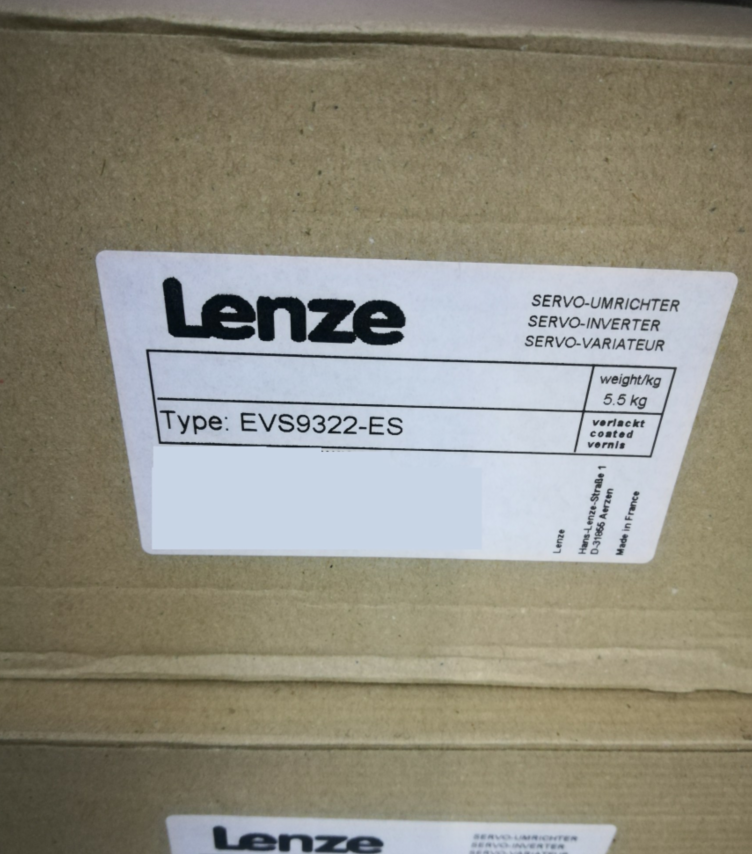 Lenze
SERVO-UMRICHTER
SERVO-INVERTER
SERVO-VARIATEUR
weight/kg
5.5 kg
Type: EVS9322-ES
verlackt
coated
vernis
Lenze
Hans-Lenze-Straße 1
D-31855 Aerzen
Made in France
Lenze
SERVO-UMRICHTER
SERVO-INVERTER